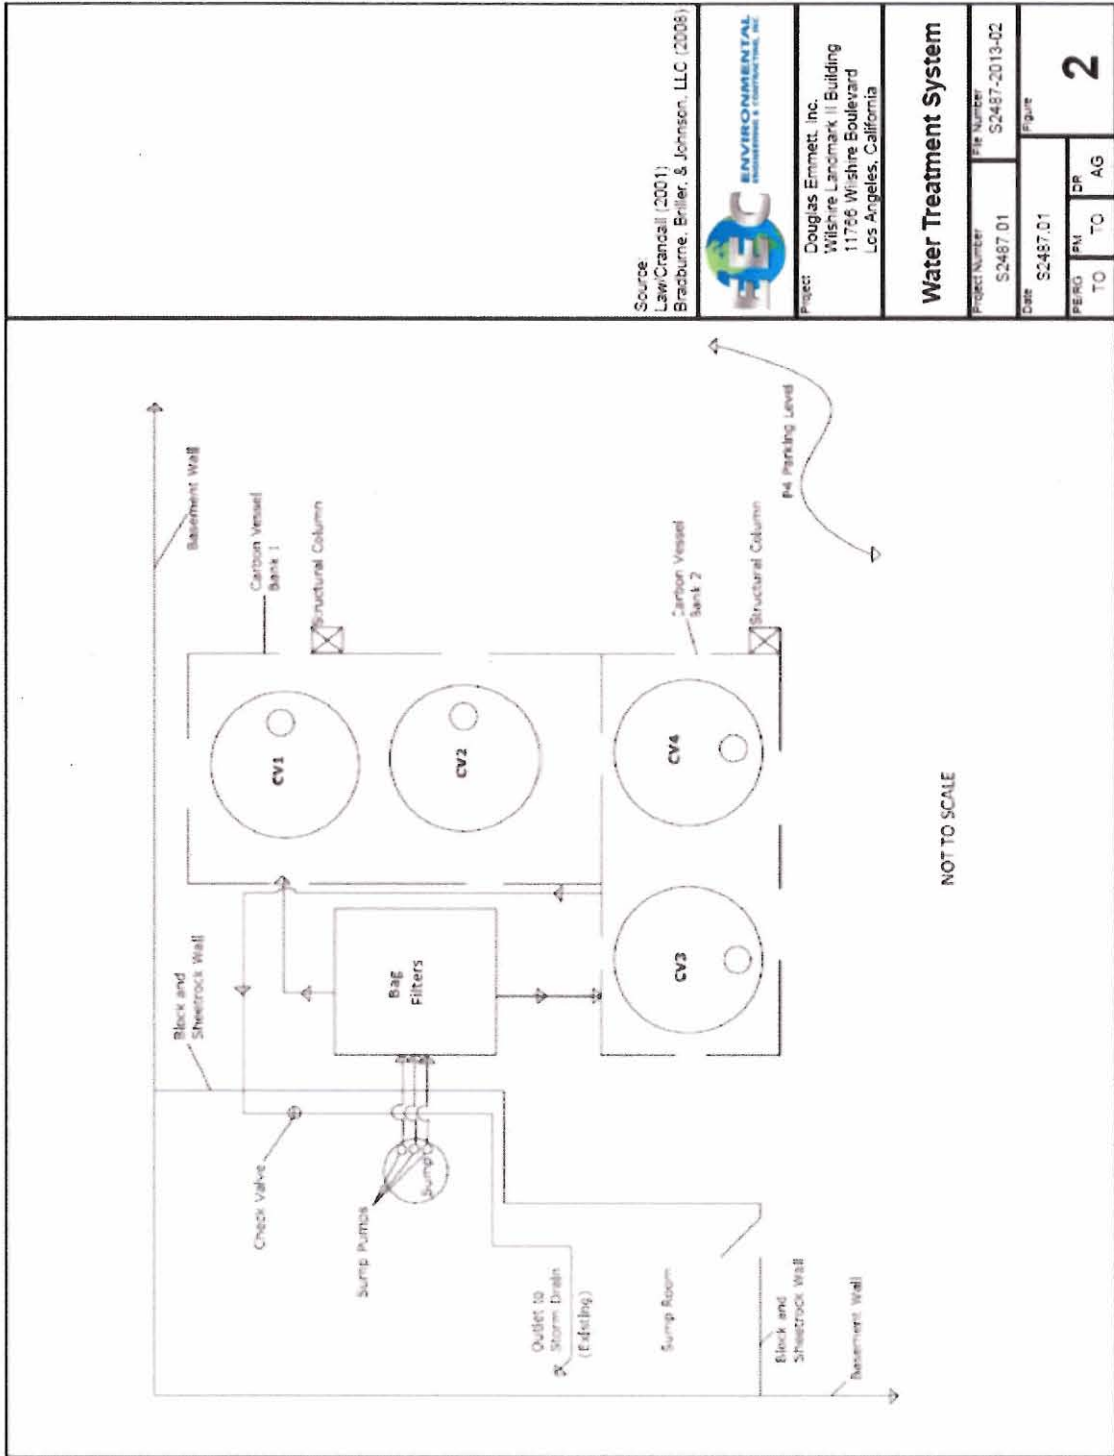 Basement Wall
Carbon Vessel
Bank 1
Structural Column
CV1
CV2
Block and
Sheetrock Wall
Bag
Filters
Check Valve
Sump Pumps
Sump
Carbon Vessel
Bank 2
Structural Column
P4 Parking Level
CV4
CV3
Outlet to
Storm Drain
(Existing)
Sump Room
Block and
Sheetrock Wall
Basement Wall
NOT TO SCALE
Source:
Law/Crandall (2001)
Bradburne, Briller, & Johnson, LLC (2008)
EEC ENVIRONMENTAL
ENGINEERING & CONTRACTING, INC
Project
Douglas Emmett, Inc.
Wilshire Landmark II Building
11766 Wilshire Boulevard
Los Angeles, California
Water Treatment System
Project Number
S2487 01
File Number
S2487-2013-02
Date
S2487.01
Figure
2
PE/RG
TO
PM
TO
DR
AG